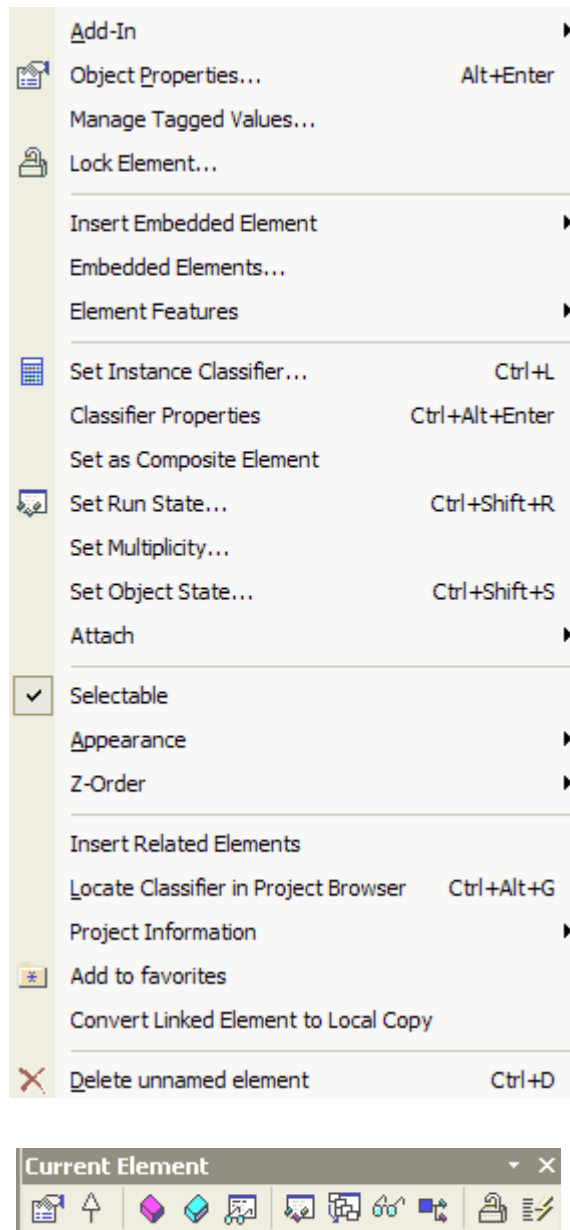 Add-In
Object Properties... Alt+Enter
Manage Tagged Values...
Lock Element...
Insert Embedded Element
Embedded Elements...
Element Features
Set Instance Classifier... Ctrl+L
Classifier Properties Ctrl+Alt+Enter
Set as Composite Element
Set Run State... Ctrl+Shift+R
Set Multiplicity...
Set Object State... Ctrl+Shift+S
Attach
Selectable
Appearance
Z-Order
Insert Related Elements
Locate Classifier in Project Browser Ctrl+Alt+G
Project Information
Add to favorites
Convert Linked Element to Local Copy
Delete unnamed element Ctrl+D
Current Element